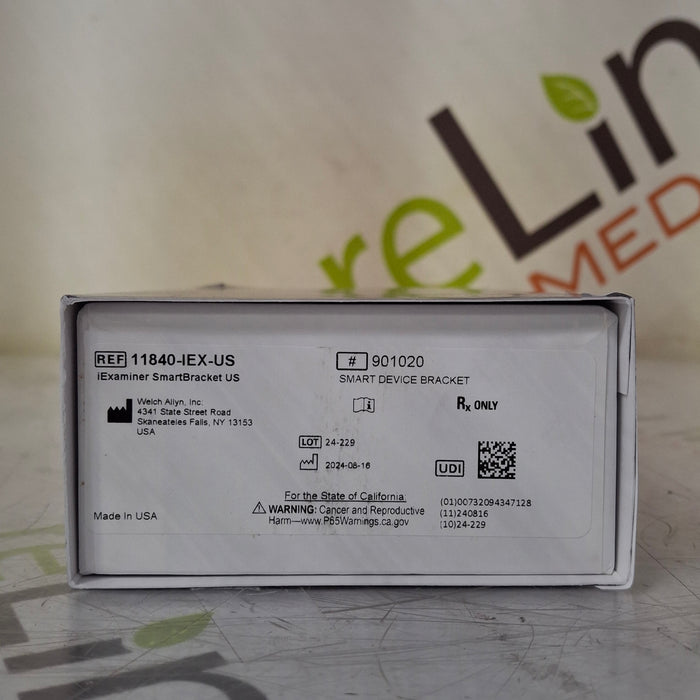 reLin
MED
REF 11840-IEX-US
iExaminer SmartBracket US
# 901020
SMART DEVICE BRACKET
Welch Allyn, Inc.
4341 State Street Road
Skaneateles Falls, NY 13153
USA
Rx ONLY
LOT 24-229
2024-08-16
UDI
For the State of California:
WARNING: Cancer and Reproductive
Harm—www.P65Warnings.ca.gov
(01)00732094347128
(11)240816
(10)24-229
Made In USA